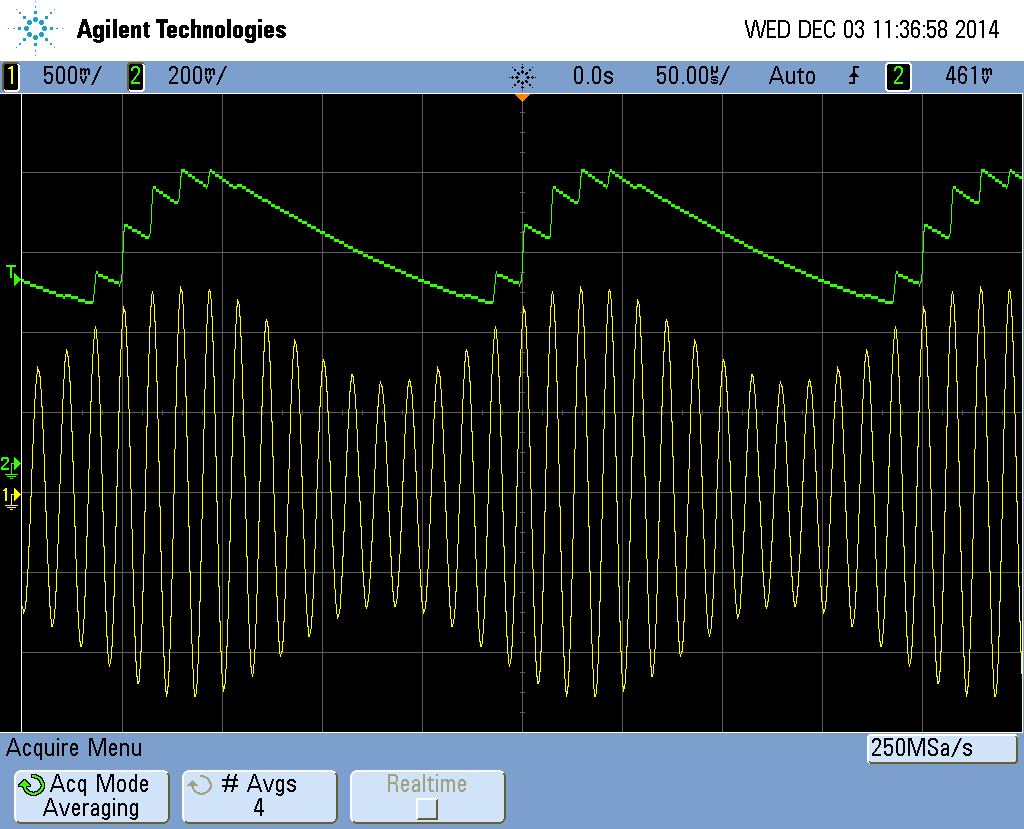 Agilent Technologies
WED DEC 03 11:36:58 2014
1 500mV/ 2 200mV/ 0.0s 50.00µs/ Auto 2 461mV
T
2
1
Acquire Menu
250MSa/s
Acq Mode
Averaging
# Avgs
4
Realtime